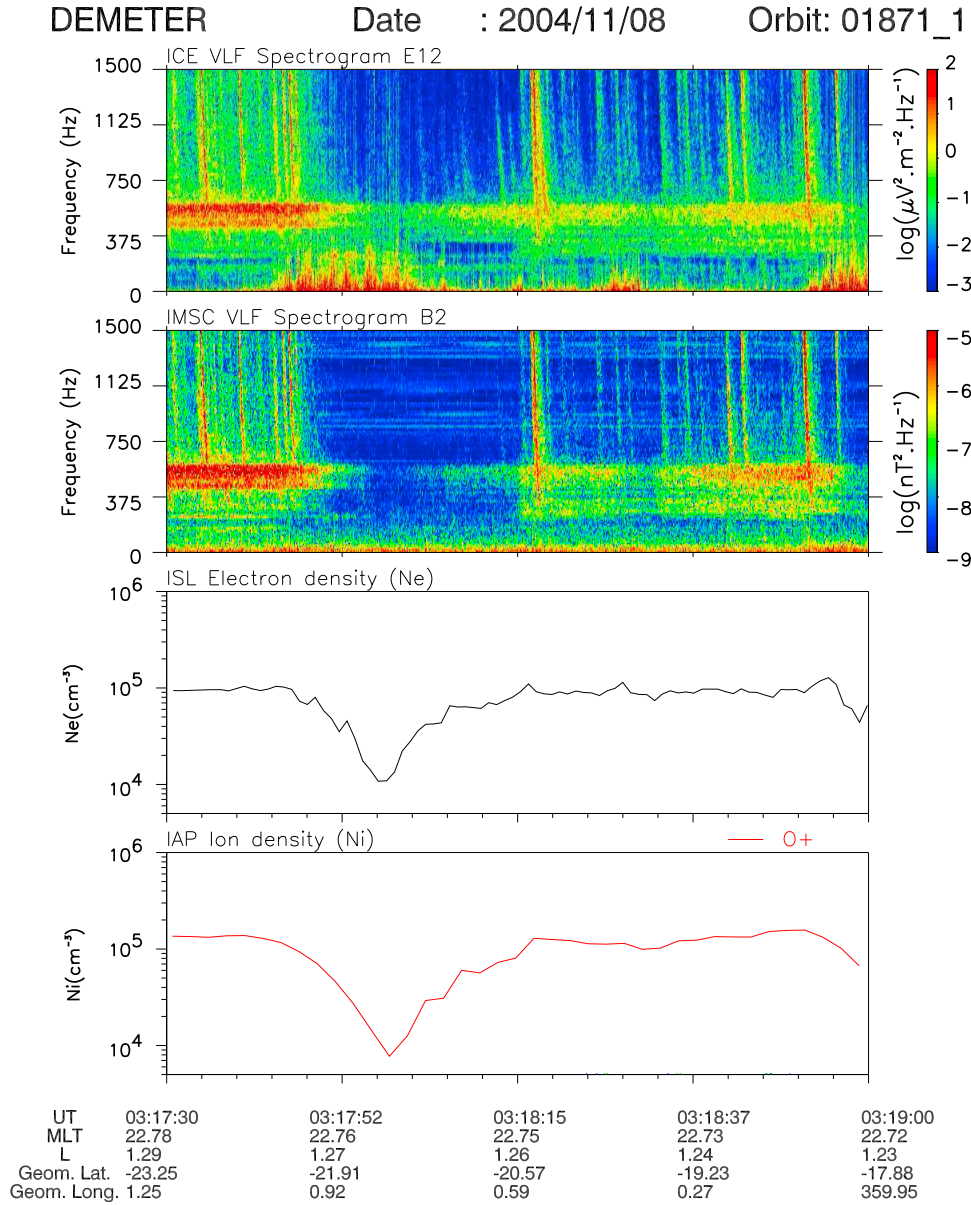 DEMETER Date : 2004/11/08 Orbit: 01871_1
ICE VLF Spectrogram E12
1500
1125
750
375
0
Frequency (Hz)
2
1
0
−1
−2
−3
log(μV².m⁻².Hz⁻¹)
IMSC VLF Spectrogram B2
1500
1125
750
375
0
Frequency (Hz)
−5
−6
−7
−8
−9
log(nT².Hz⁻¹)
ISL Electron density (Ne)
10⁶
10⁵
10⁴
Ne(cm⁻³)
IAP Ion density (Ni) O+
10⁶
10⁵
10⁴
Ni(cm⁻³)
UT 03:17:30 03:17:52 03:18:15 03:18:37 03:19:00
MLT 22.78 22.76 22.75 22.73 22.72
L 1.29 1.27 1.26 1.24 1.23
Geom. Lat. -23.25 -21.91 -20.57 -19.23 -17.88
Geom. Long. 1.25 0.92 0.59 0.27 359.95